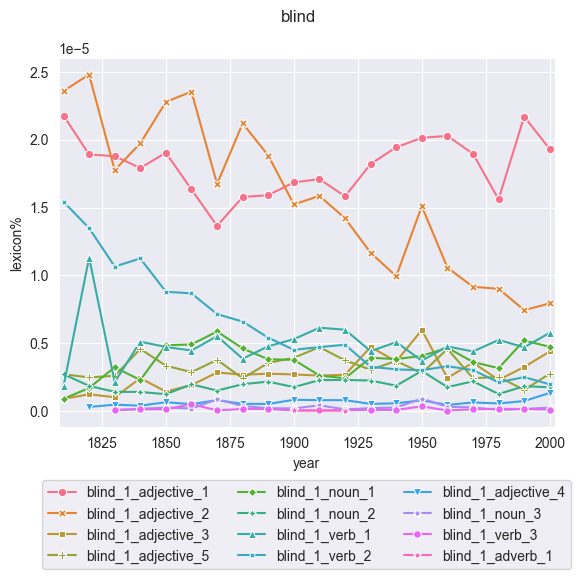 blind
1e−5
2.5
2.0
1.5
1.0
0.5
0.0
lexicon%
1825 1850 1875 1900 1925 1950 1975 2000
year
blind_1_adjective_1 blind_1_noun_1 blind_1_adjective_4
blind_1_adjective_2 blind_1_noun_2 blind_1_noun_3
blind_1_adjective_3 blind_1_verb_1 blind_1_verb_3
blind_1_adjective_5 blind_1_verb_2 blind_1_adverb_1